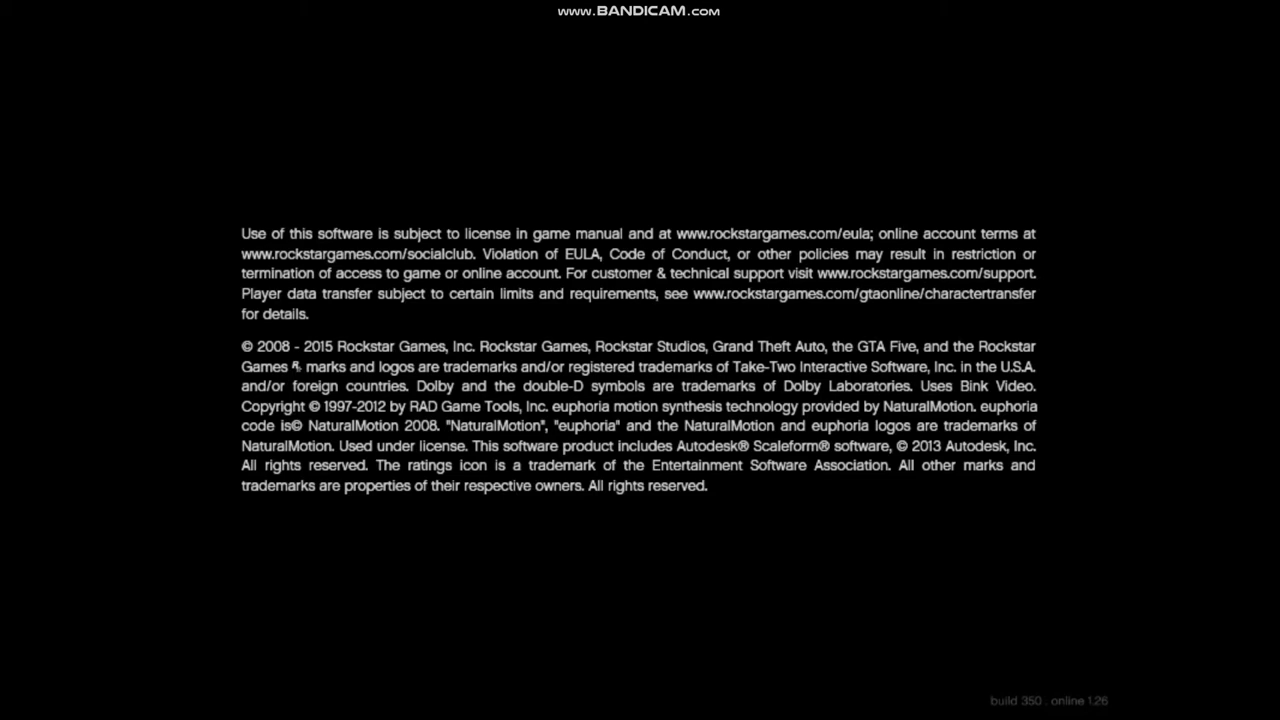 www.BANDICAM.com
Use of this software is subject to license in game manual and at www.rockstargames.com/eula; online account terms at
www.rockstargames.com/socialclub. Violation of EULA, Code of Conduct, or other policies may result in restriction or
termination of access to game or online account. For customer & technical support visit www.rockstargames.com/support.
Player data transfer subject to certain limits and requirements, see www.rockstargames.com/gtaonline/charactertransfer
for details.
© 2008 - 2015 Rockstar Games, Inc. Rockstar Games, Rockstar Studios, Grand Theft Auto, the GTA Five, and the Rockstar
Games R* marks and logos are trademarks and/or registered trademarks of Take-Two Interactive Software, Inc. in the U.S.A.
and/or foreign countries. Dolby and the double-D symbols are trademarks of Dolby Laboratories. Uses Bink Video.
Copyright © 1997-2012 by RAD Game Tools, Inc. euphoria motion synthesis technology provided by NaturalMotion. euphoria
code is© NaturalMotion 2008. "NaturalMotion", "euphoria" and the NaturalMotion and euphoria logos are trademarks of
NaturalMotion. Used under license. This software product includes Autodesk® Scaleform® software, © 2013 Autodesk, Inc.
All rights reserved. The ratings icon is a trademark of the Entertainment Software Association. All other marks and
trademarks are properties of their respective owners. All rights reserved.
build 350 . online 1.26